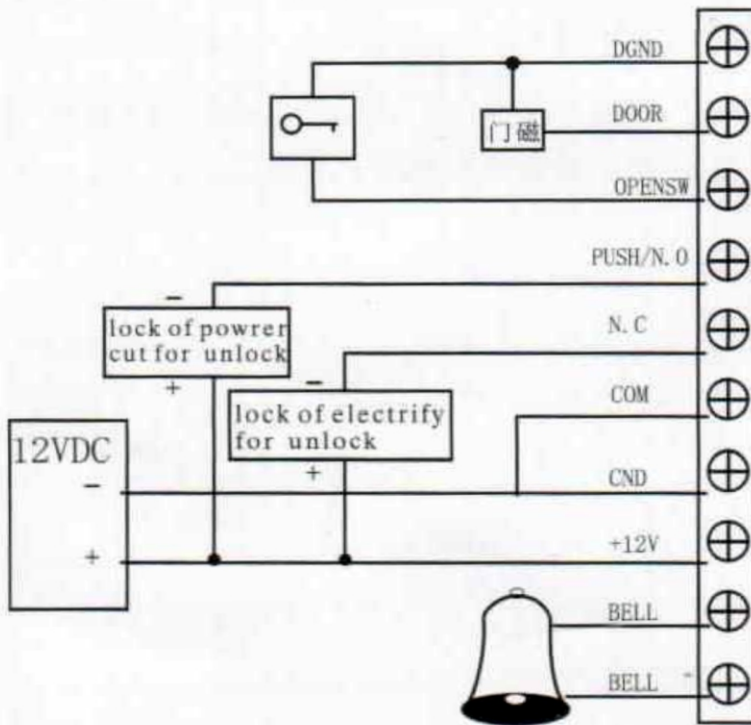 DGND
门磁
DOOR
OPENSW
PUSH/N.O
−
lock of powrer
cut for unlock
+
N.C
−
lock of electrify
for unlock
+
COM
12VDC
−
CND
+
+12V
BELL
BELL